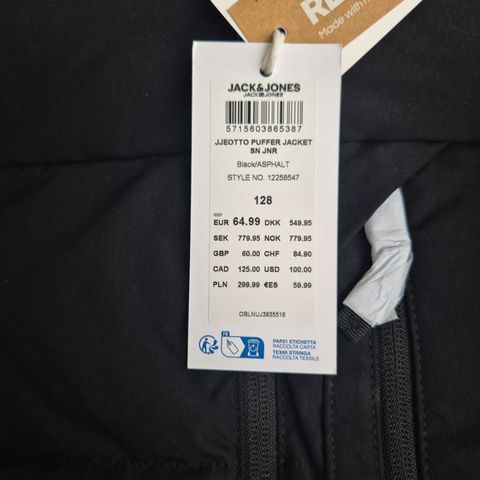 RE
Made with
JACK&JONES
JACK&JONES
5715603865387
JJEOTTO PUFFER JACKET
SN JNR
Black/ASPHALT
STYLE NO. 12258547
128
RRP
EUR 64.99 DKK 549.95
SEK 779.95 NOK 779.95
GBP 60.00 CHF 84.90
CAD 125.00 USD 100.00
PLN 299.99 €ES 59.99
OSLNUJJ3935516
FR
PAP21 ETICHETTA
RACCOLTA CARTA
TEX60 STRINGA
RACCOLTA TESSILE